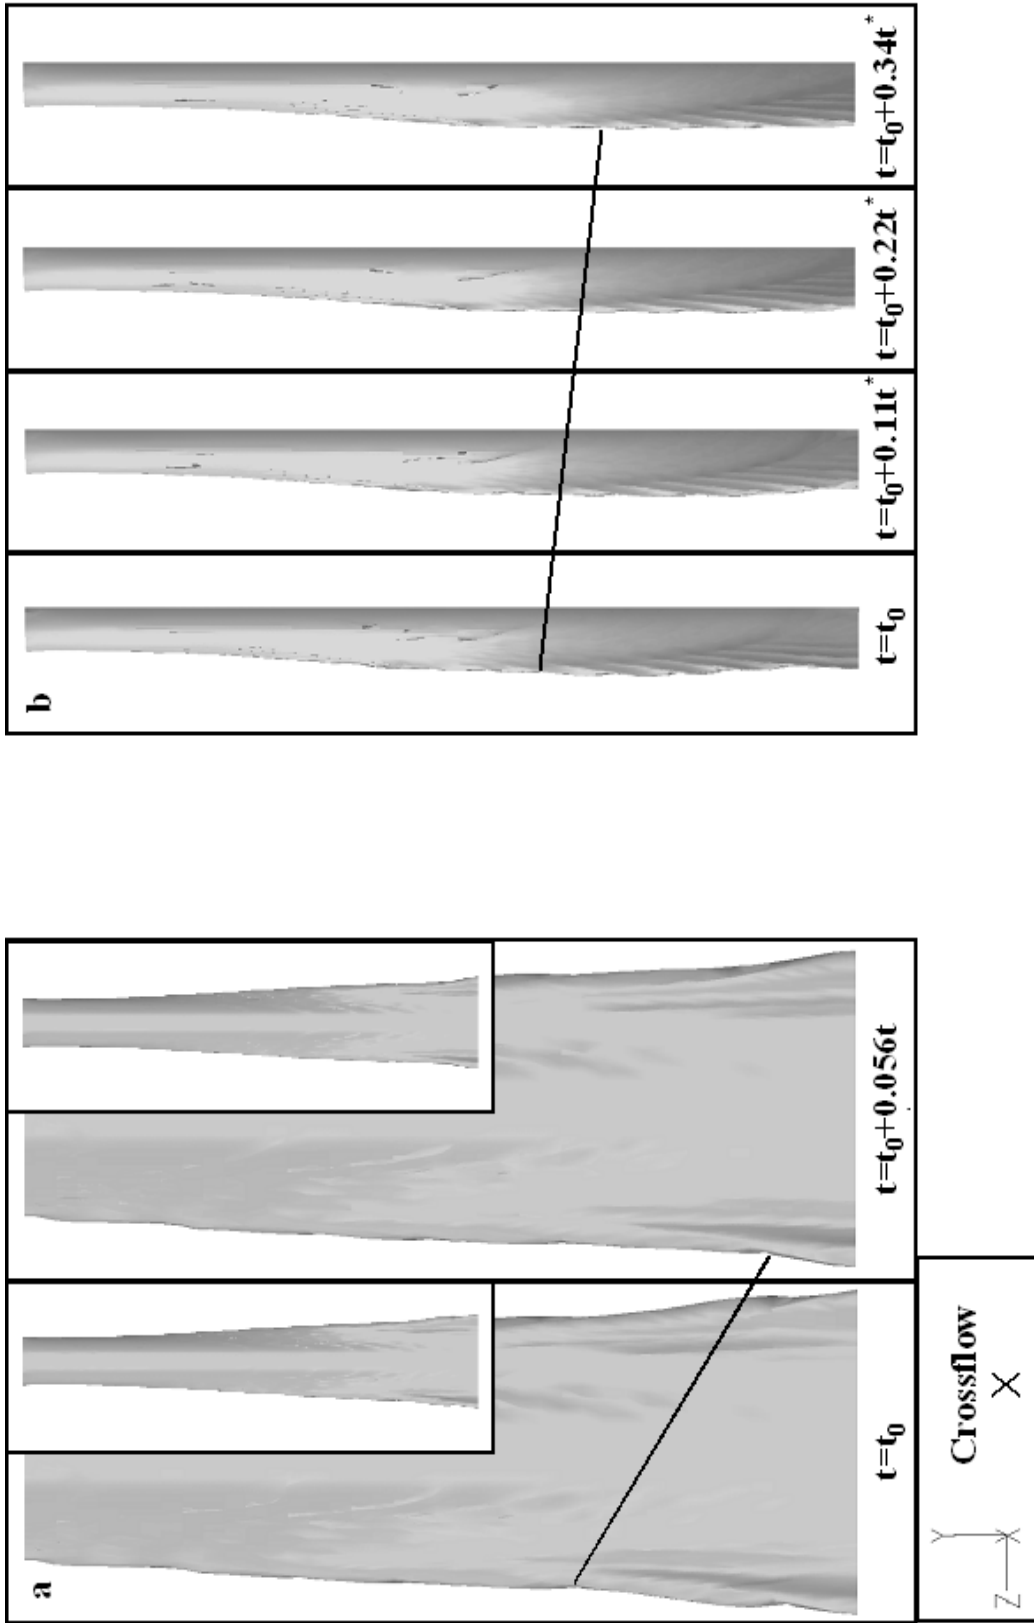 a
t=t₀
t=t₀+0.056t
b
t=t₀
t=t₀+0.11t*
t=t₀+0.22t*
t=t₀+0.34t*
Y
Z
X
Crossflow
X